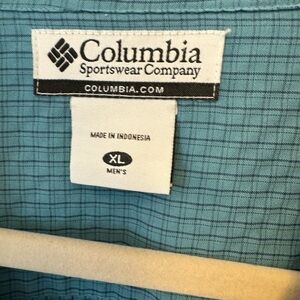 Columbia
Sportswear Company
COLUMBIA.COM
MADE IN INDONESIA
XL
MEN'S